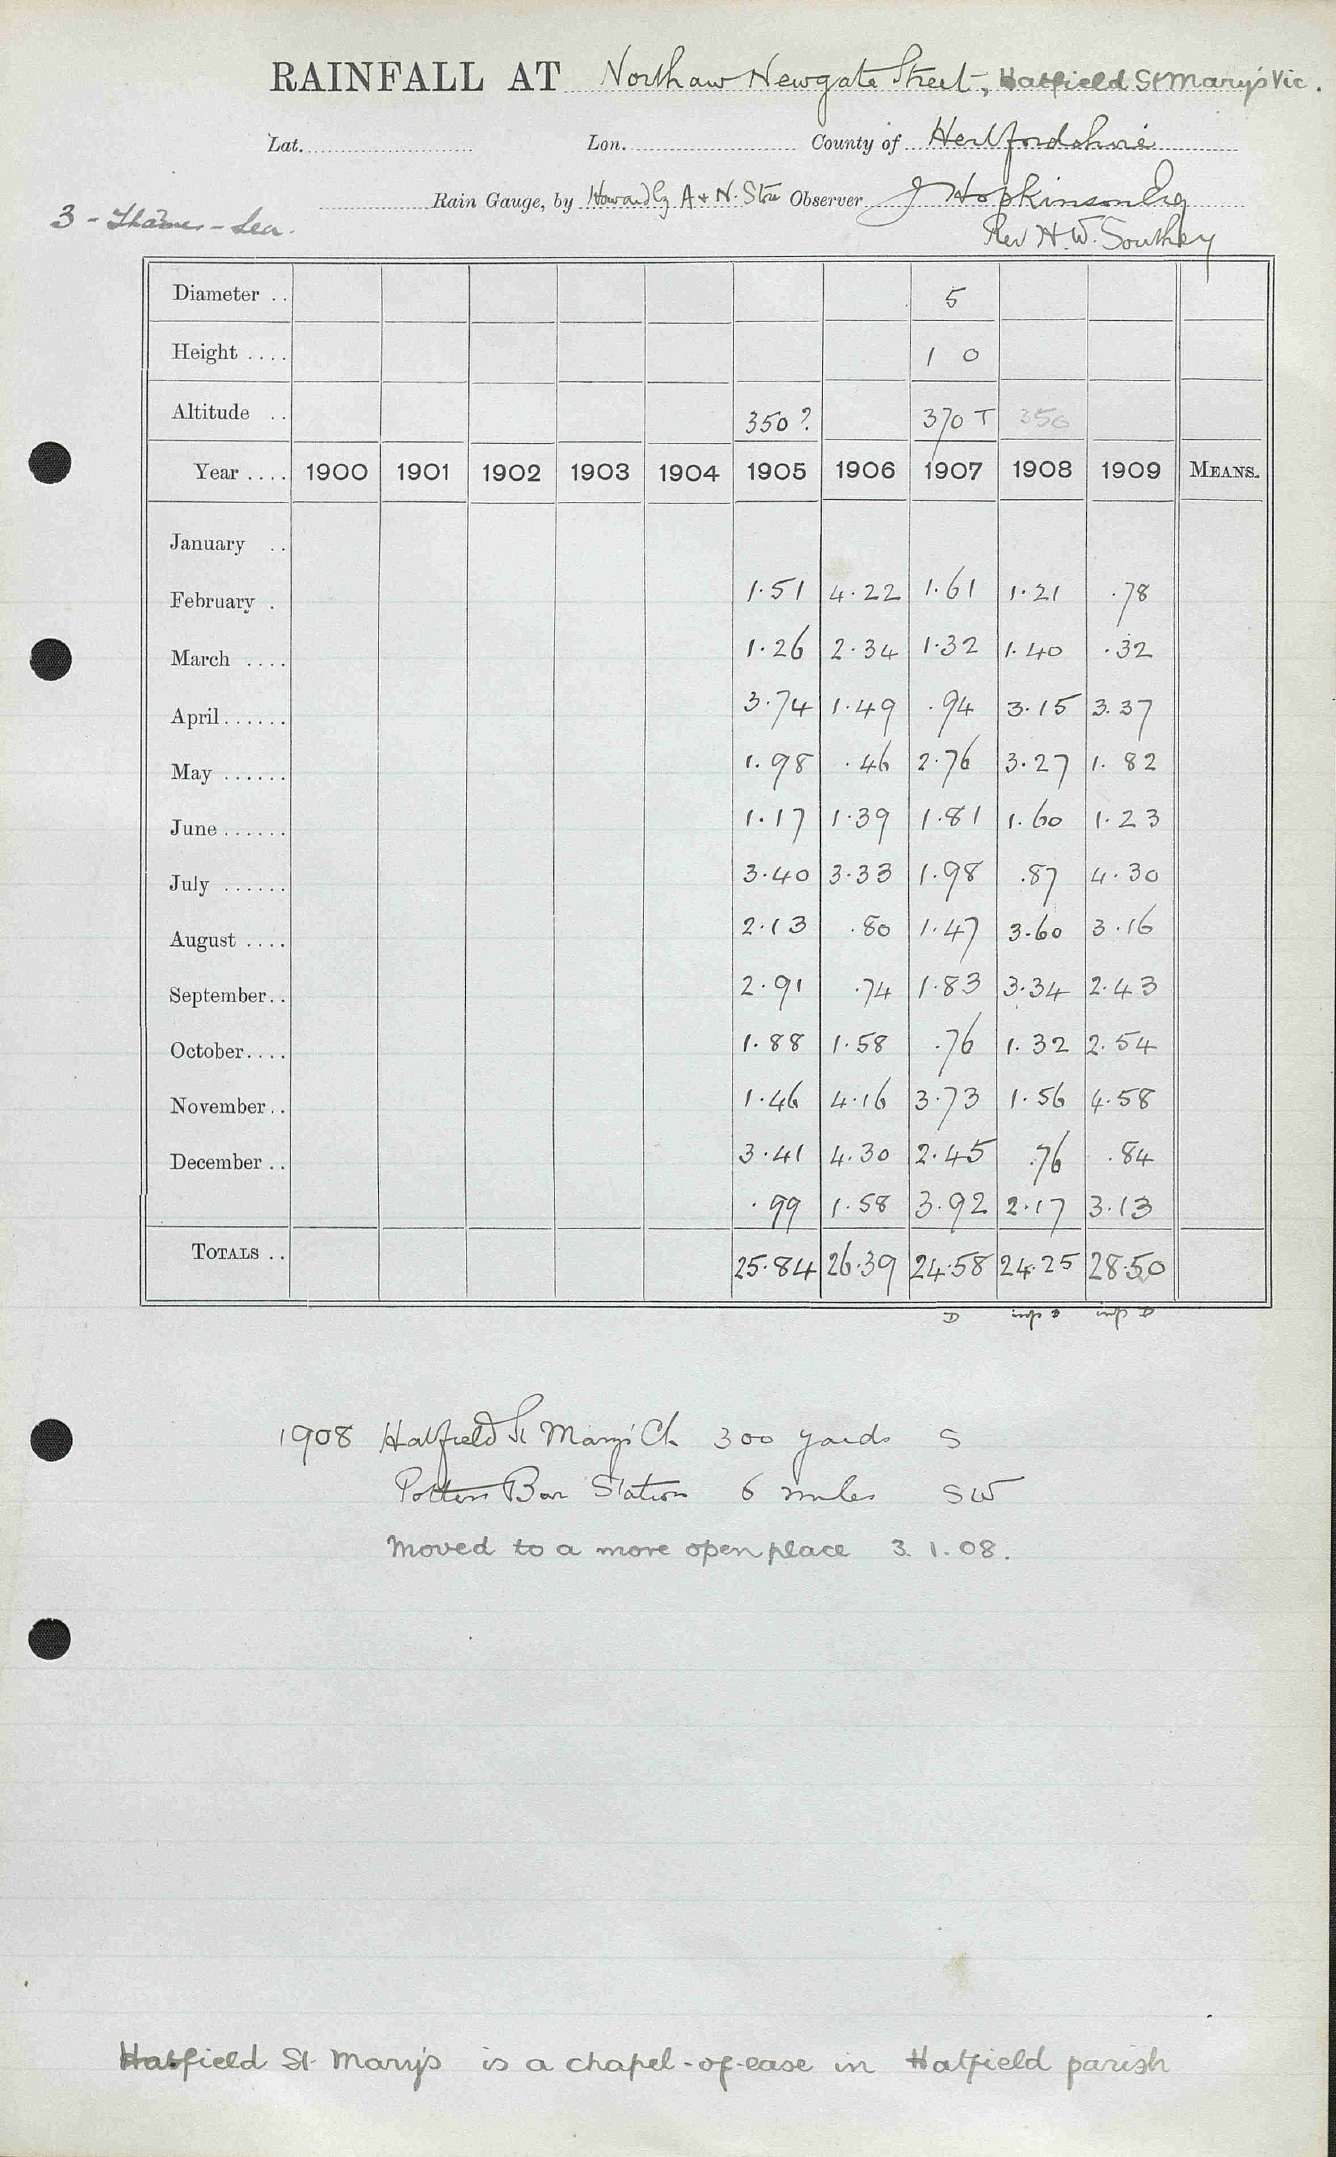 RAINFALL AT Northaw Newgate Street, Hatfield St Mary's Vic.
Lat. Lon. County of Hertfordshire
Rain Gauge, by Howard by A & N. Store Observer J Hopkinson Esq
3 - Thames - Lea.
Rev H. W. Southey
Diameter .. 5
Height .... 1 0
Altitude .. 350? 370 T 350
Year .... 1900 1901 1902 1903 1904 1905 1906 1907 1908 1909 MEANS.
January ..
February . 1.51 4.22 1.61 1.21 .78
March .... 1.26 2.34 1.32 1.40 .32
April ...... 3.74 1.49 .94 3.15 3.37
May ...... 1.98 .46 2.76 3.27 1.82
June ...... 1.17 1.39 1.81 1.60 1.23
July ...... 3.40 3.33 1.98 .87 4.30
August .... 2.13 .80 1.47 3.60 3.16
September.. 2.91 .74 1.83 3.34 2.43
October.... 1.88 1.58 .76 1.32 2.54
November.. 1.46 4.16 3.73 1.56 4.58
December .. 3.41 4.30 2.45 .76 .84
.99 1.58 3.92 2.17 3.13
TOTALS .. 25.84 26.39 24.58 24.25 28.50
D
1908 Hatfield St Mary's Ch. 300 yards S
Potters Bar Station 6 miles SW
Moved to a more open place 3.1.08.
Hatfield St Mary's is a chapel-of-ease in Hatfield parish